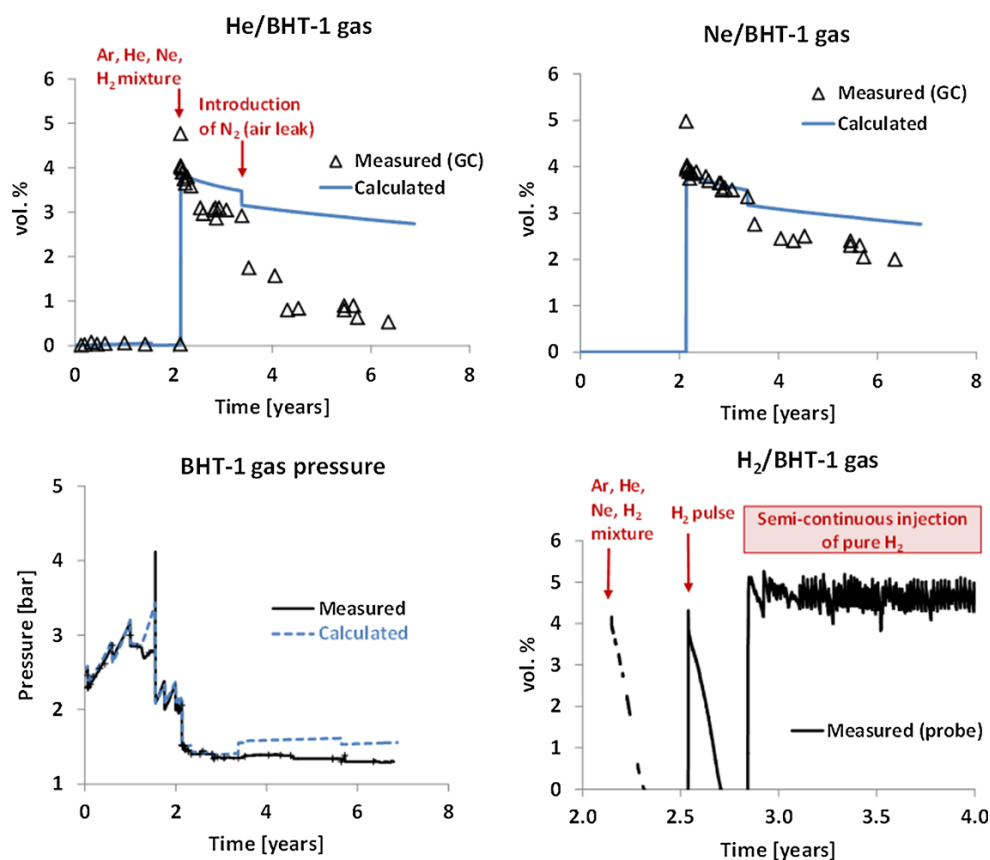 He/BHT-1 gas
Ar, He, Ne,
H2 mixture
Introduction
of N2 (air leak)
Measured (GC)
Calculated
vol. %
6
5
4
3
2
1
0
0 2 4 6 8
Time [years]
Ne/BHT-1 gas
Measured (GC)
Calculated
vol. %
6
5
4
3
2
1
0
0 2 4 6 8
Time [years]
BHT-1 gas pressure
Measured
Calculated
Pressure [bar]
5
4
3
2
1
0 2 4 6 8
Time [years]
H2/BHT-1 gas
Ar, He,
Ne, H2
mixture
H2 pulse
Semi-continuous injection
of pure H2
vol. %
6
5
4
3
2
1
0
Measured (probe)
2.0 2.5 3.0 3.5 4.0
Time [years]